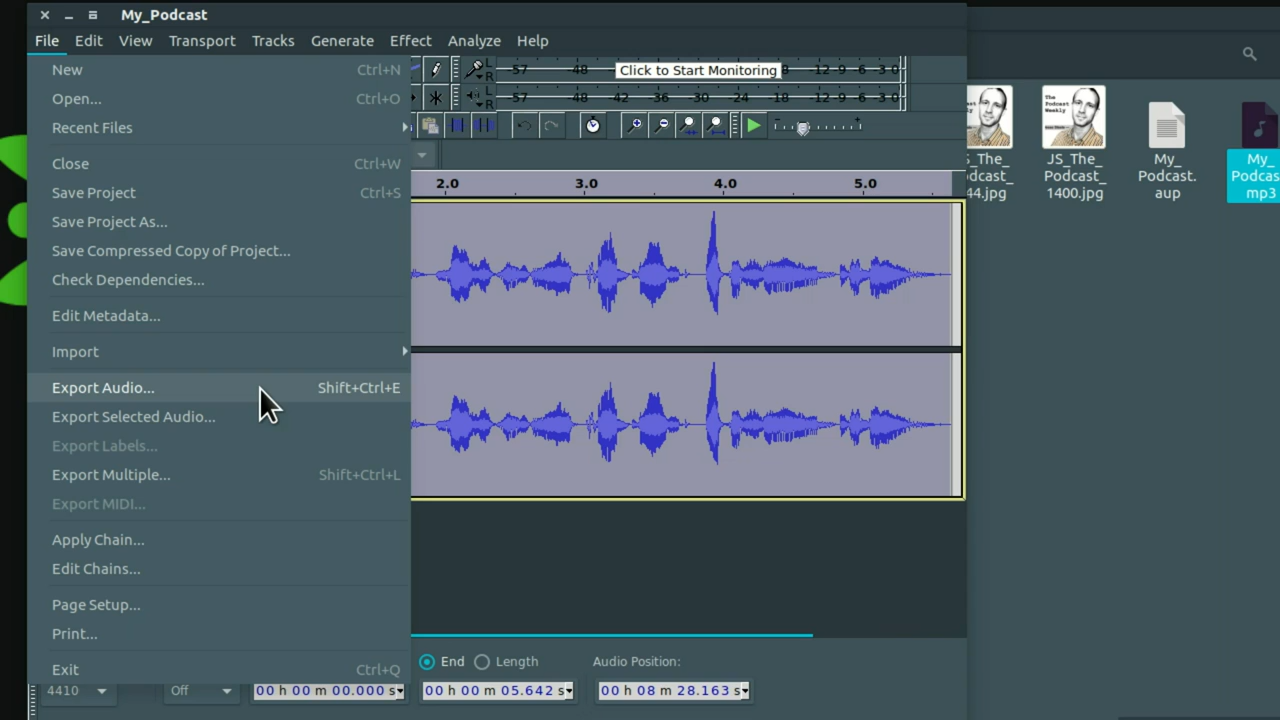 My_Podcast
File Edit View Transport Tracks Generate Effect Analyze Help
New Ctrl+N
Open... Ctrl+O
Recent Files
Close Ctrl+W
Save Project Ctrl+S
Save Project As...
Save Compressed Copy of Project...
Check Dependencies...
Edit Metadata...
Import
Export Audio... Shift+Ctrl+E
Export Selected Audio...
Export Labels...
Export Multiple... Shift+Ctrl+L
Export MIDI...
Apply Chain...
Edit Chains...
Page Setup...
Print...
Exit Ctrl+Q
L
R
-57 -48 Click to Start Monitoring 8 -12 -9 -6 -3 0
L
R
-57 -48 -42 -36 -30 -24 -18 -12 -9 -6 -3 0
2.0 3.0 4.0 5.0
End Length Audio Position:
4410 Off 00 h 00 m 00.000 s 00 h 00 m 05.642 s 00 h 08 m 28.163 s
The
Podcast
Weekly
S_The_
dcast_
44.jpg
JS_The_
Podcast_
1400.jpg
My_
Podcast.
aup
My_
Podcas
mp3